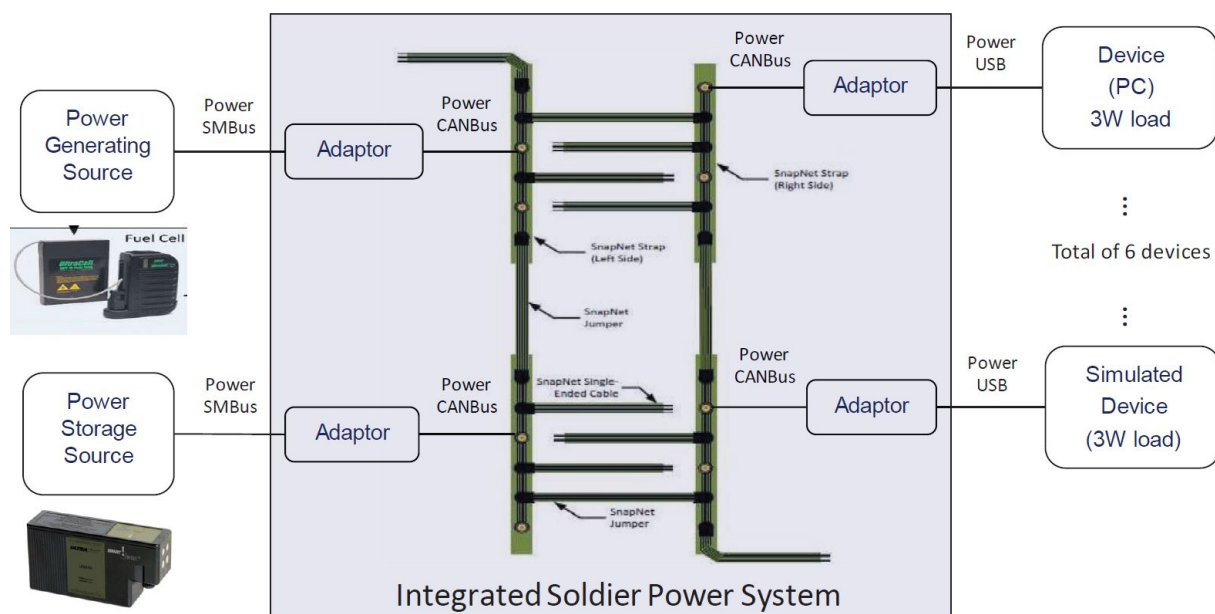 Power
Generating
Source
Power
SMBus
Adaptor
Power
CANBus
Fuel Cell
UltraCell
Power
Storage
Source
Power
SMBus
Adaptor
Power
CANBus
SnapNet Strap
(Left Side)
SnapNet
Jumper
SnapNet Single-
Ended Cable
SnapNet
Jumper
SnapNet Strap
(Right Side)
Power
CANBus
Adaptor
Power
USB
Device
(PC)
3W load
Total of 6 devices
Power
CANBus
Adaptor
Power
USB
Simulated
Device
(3W load)
Integrated Soldier Power System